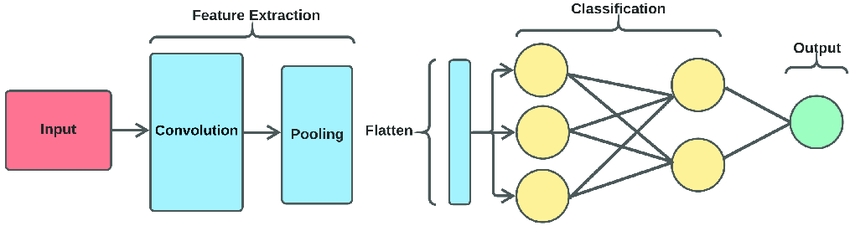 Feature Extraction
Classification
Output
Input
Convolution
Pooling
Flatten